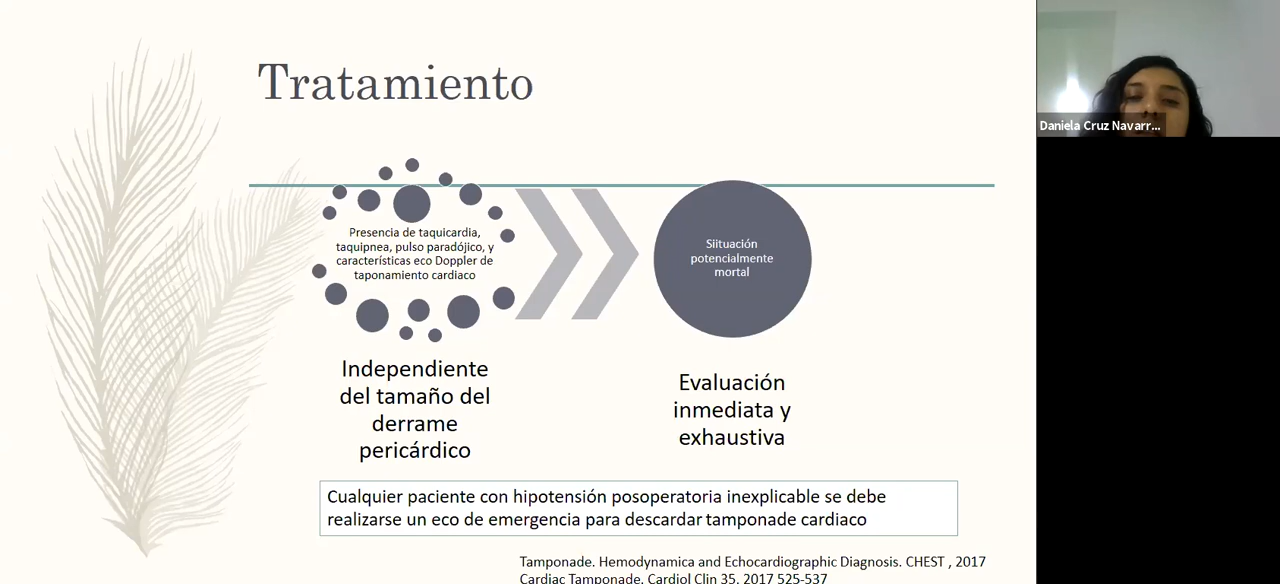 Tratamiento
Presencia de taquicardia,
taquipnea, pulso paradójico, y
características eco Doppler de
taponamiento cardiaco
Siituación
potencialmente
mortal
Independiente
del tamaño del
derrame
pericárdico
Evaluación
inmediata y
exhaustiva
Cualquier paciente con hipotensión posoperatoria inexplicable se debe
realizarse un eco de emergencia para descardar tamponade cardiaco
Tamponade. Hemodynamica and Echocardiographic Diagnosis. CHEST , 2017
Cardiac Tamponade. Cardiol Clin 35. 2017 525-537
Daniela Cruz Navarr...